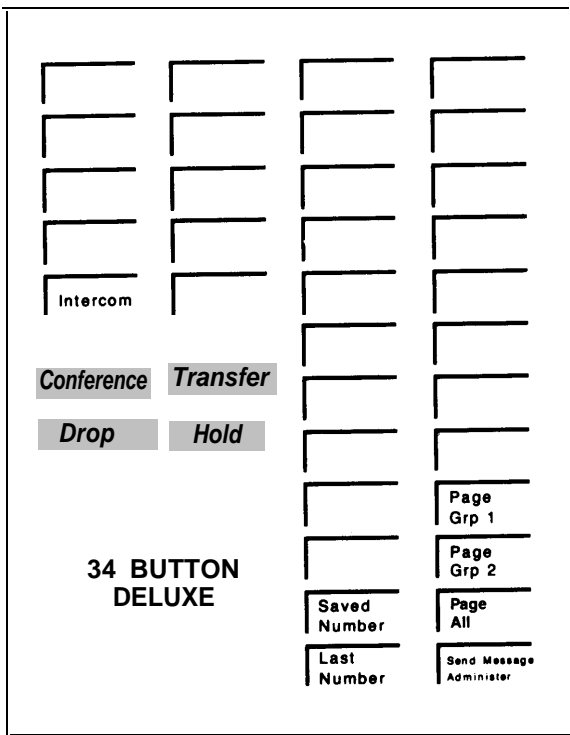 Intercom
Conference Transfer
Drop Hold
34 BUTTON
DELUXE
Saved
Number
Last
Number
Page
Grp 1
Page
Grp 2
Page
All
Send Message
Administer